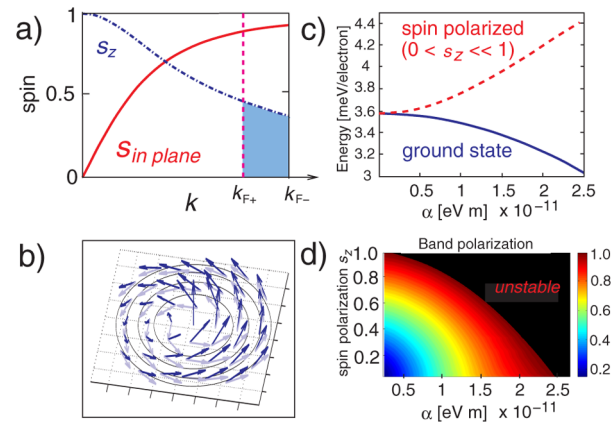 a)
1
0.5
0
spin
s_z
s_in plane
k
k_F+
k_F−
c)
4.4
4.2
4
3.8
3.6
3.4
3.2
3
Energy [meV/electron]
spin polarized
(0 < s_z << 1)
ground state
0.5 1 1.5 2 2.5
α [eV m] x 10⁻¹¹
b)
d)
Band polarization
1.0
0.8
0.6
0.4
0.2
spin polarization s_z
unstable
0.5 1 1.5 2 2.5
α [eV m] x 10⁻¹¹
1.0
0.8
0.6
0.4
0.2